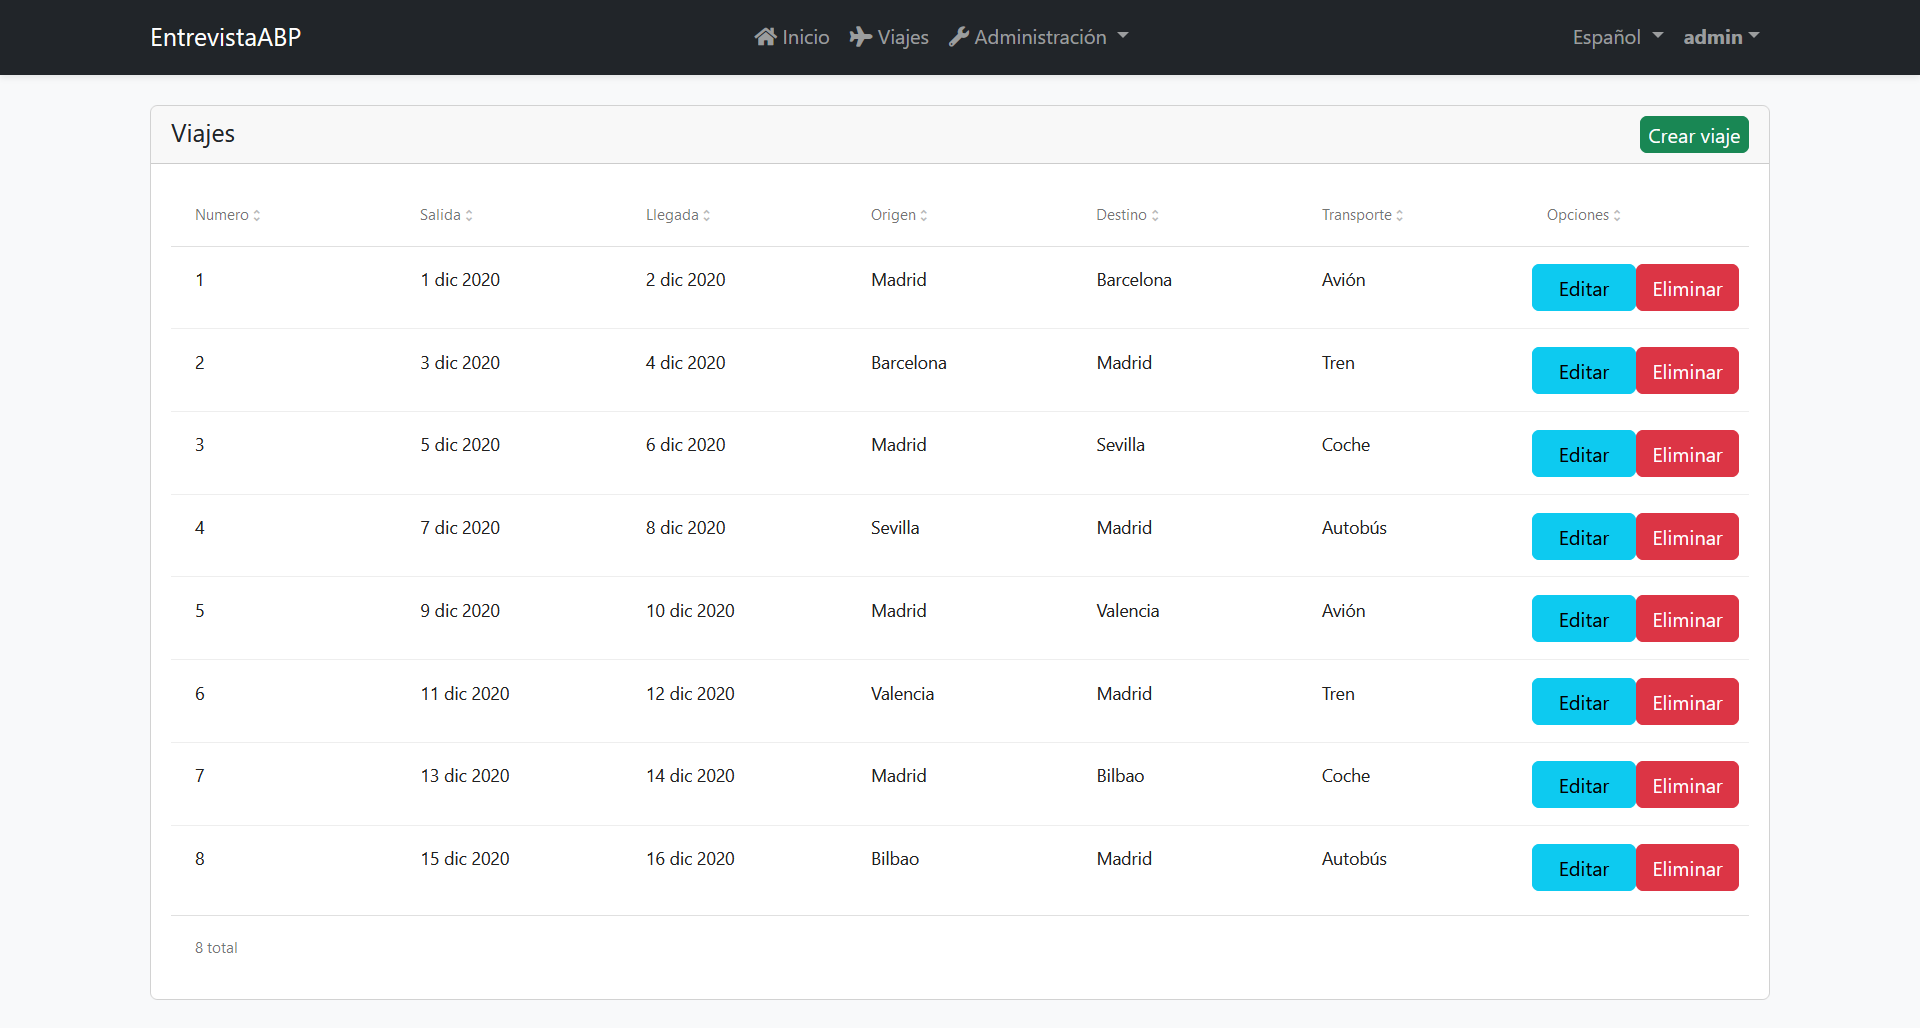 EntrevistaABP Inicio Viajes Administración Español admin
Viajes Crear viaje
Numero Salida Llegada Origen Destino Transporte Opciones
1 1 dic 2020 2 dic 2020 Madrid Barcelona Avión Editar Eliminar
2 3 dic 2020 4 dic 2020 Barcelona Madrid Tren Editar Eliminar
3 5 dic 2020 6 dic 2020 Madrid Sevilla Coche Editar Eliminar
4 7 dic 2020 8 dic 2020 Sevilla Madrid Autobús Editar Eliminar
5 9 dic 2020 10 dic 2020 Madrid Valencia Avión Editar Eliminar
6 11 dic 2020 12 dic 2020 Valencia Madrid Tren Editar Eliminar
7 13 dic 2020 14 dic 2020 Madrid Bilbao Coche Editar Eliminar
8 15 dic 2020 16 dic 2020 Bilbao Madrid Autobús Editar Eliminar
8 total